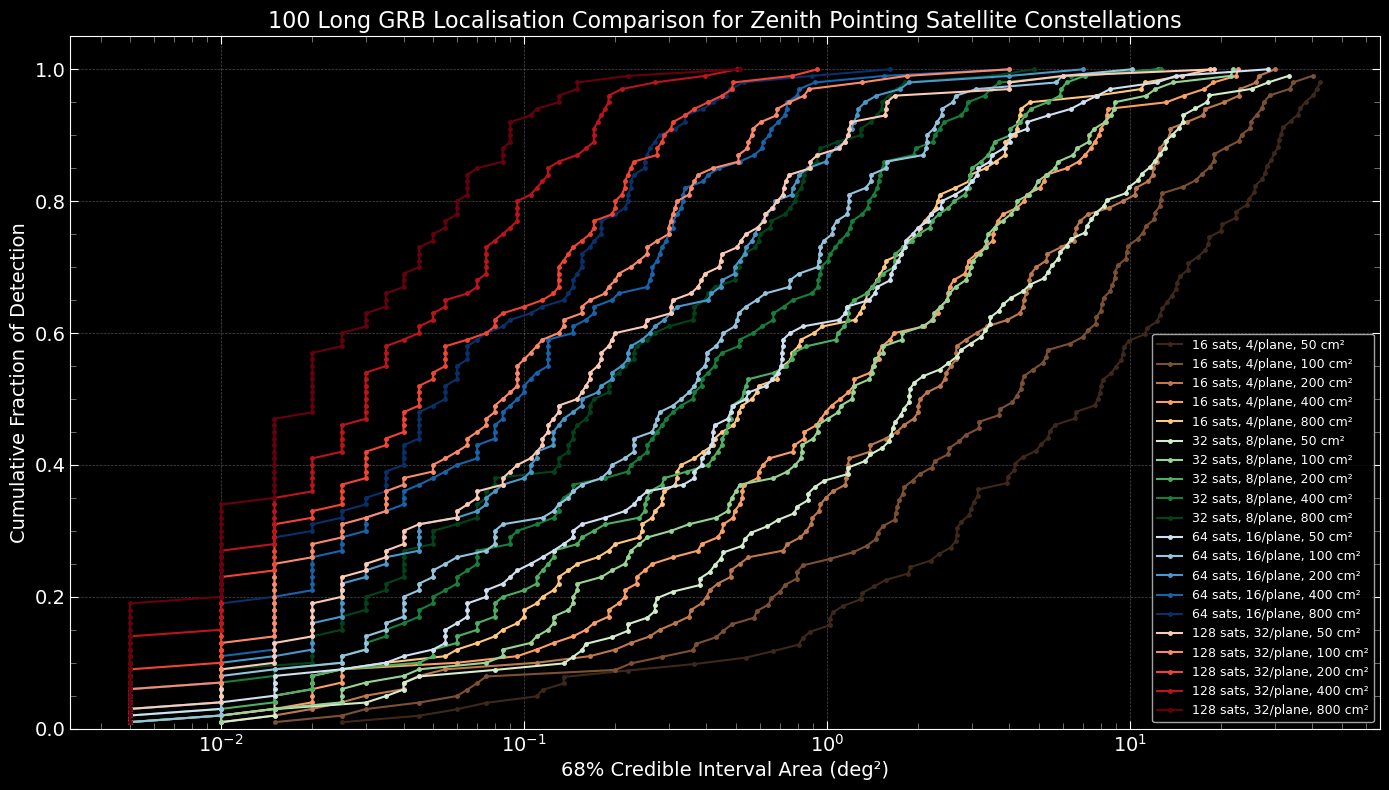 100 Long GRB Localisation Comparison for Zenith Pointing Satellite Constellations
Cumulative Fraction of Detection
1.0
0.8
0.6
0.4
0.2
0.0
10⁻²
10⁻¹
10⁰
10¹
68% Credible Interval Area (deg²)
16 sats, 4/plane, 50 cm²
16 sats, 4/plane, 100 cm²
16 sats, 4/plane, 200 cm²
16 sats, 4/plane, 400 cm²
16 sats, 4/plane, 800 cm²
32 sats, 8/plane, 50 cm²
32 sats, 8/plane, 100 cm²
32 sats, 8/plane, 200 cm²
32 sats, 8/plane, 400 cm²
32 sats, 8/plane, 800 cm²
64 sats, 16/plane, 50 cm²
64 sats, 16/plane, 100 cm²
64 sats, 16/plane, 200 cm²
64 sats, 16/plane, 400 cm²
64 sats, 16/plane, 800 cm²
128 sats, 32/plane, 50 cm²
128 sats, 32/plane, 100 cm²
128 sats, 32/plane, 200 cm²
128 sats, 32/plane, 400 cm²
128 sats, 32/plane, 800 cm²